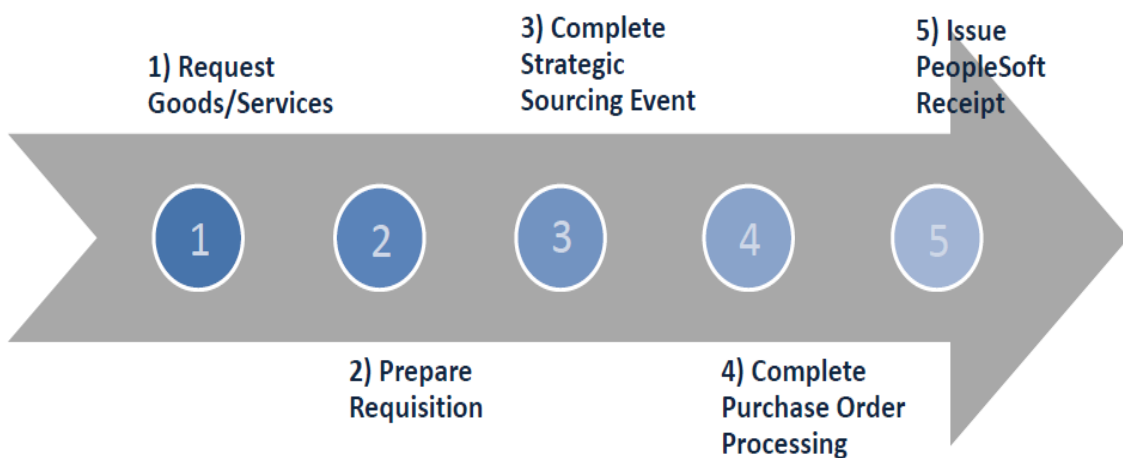 1) Request
Goods/Services
3) Complete
Strategic
Sourcing Event
5) Issue
PeopleSoft
Receipt
1
2
3
4
5
2) Prepare
Requisition
4) Complete
Purchase Order
Processing